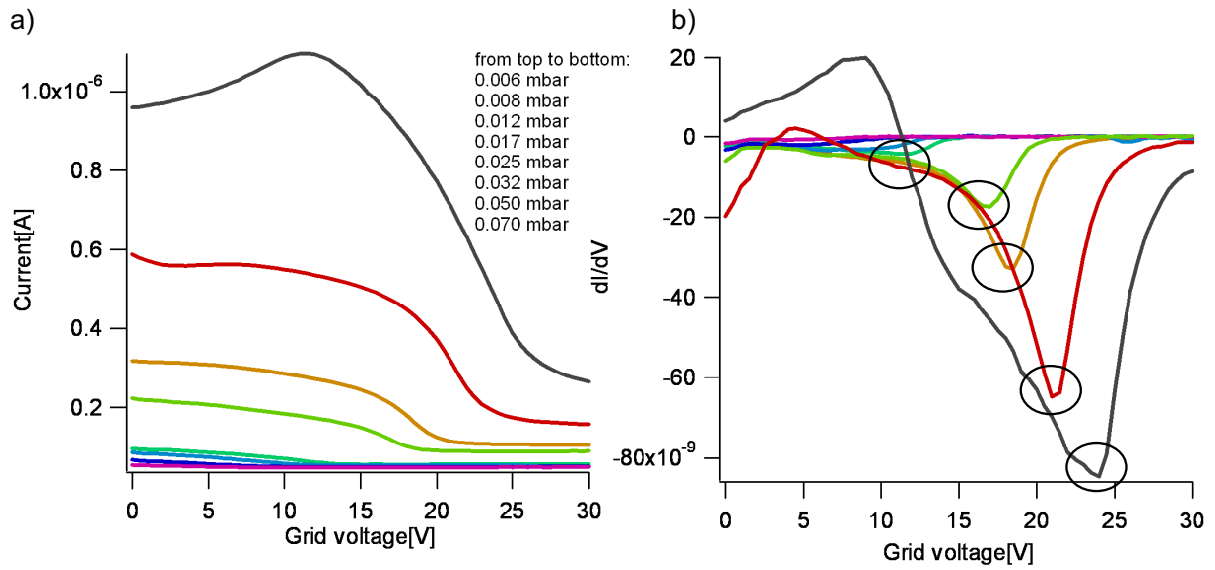 a)
Current[A]
1.0x10-6
0.8
0.6
0.4
0.2
0 5 10 15 20 25 30
Grid voltage[V]
from top to bottom:
0.006 mbar
0.008 mbar
0.012 mbar
0.017 mbar
0.025 mbar
0.032 mbar
0.050 mbar
0.070 mbar
b)
dI/dV
20
0
-20
-40
-60
-80x10-9
0 5 10 15 20 25 30
Grid voltage[V]